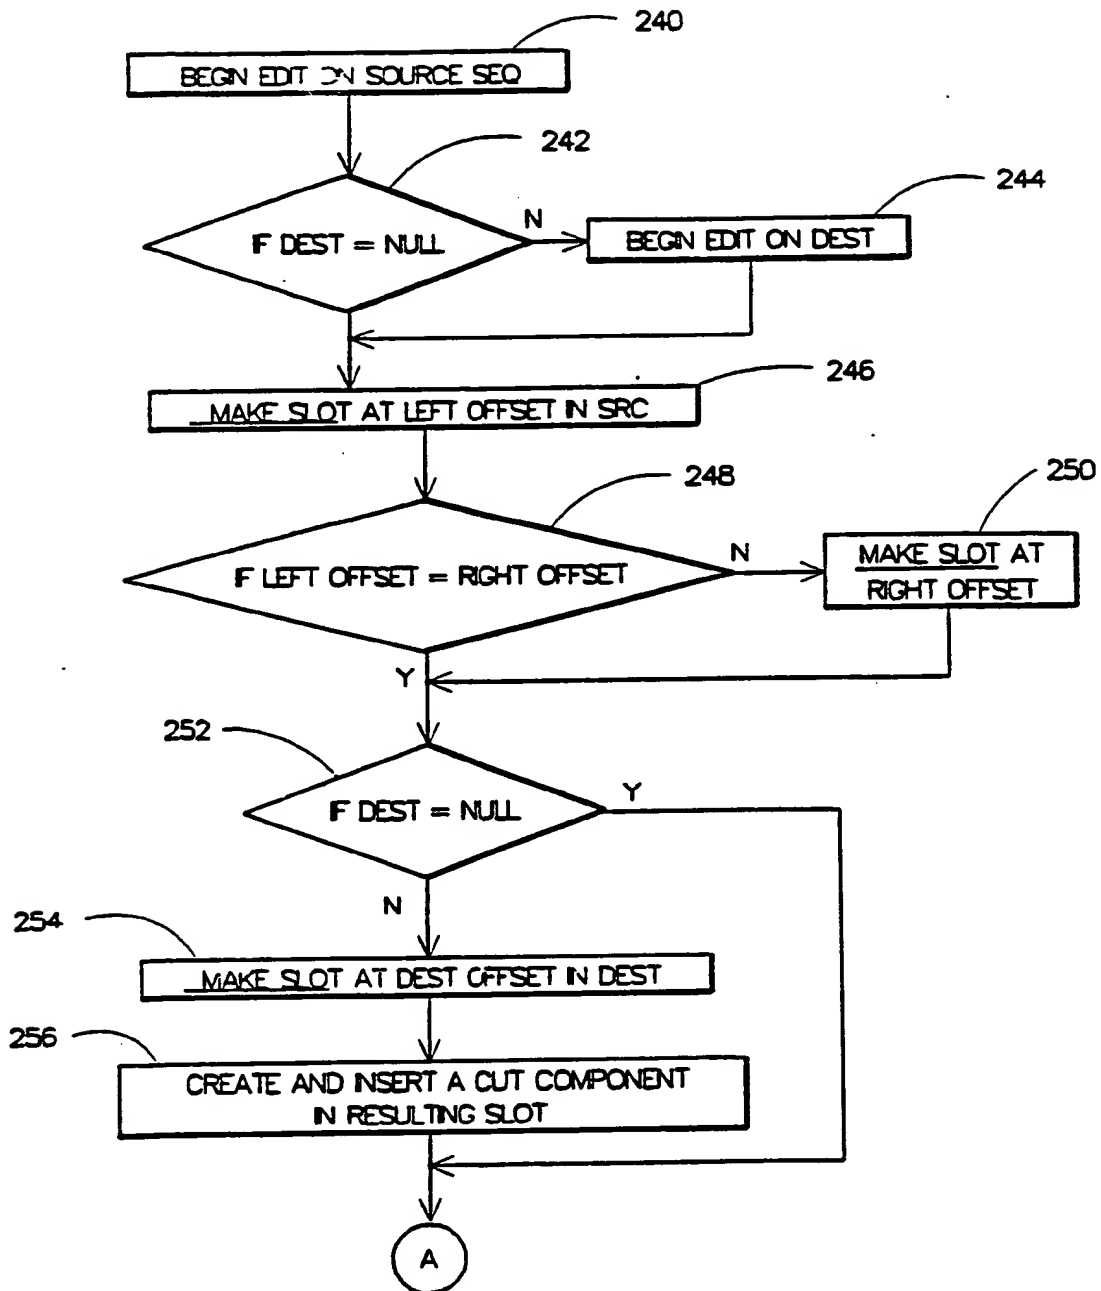 240
BEGIN EDIT ON SOURCE SEQ
242
IF DEST = NULL
N
244
BEGIN EDIT ON DEST
246
MAKE SLOT AT LEFT OFFSET IN SRC
248
IF LEFT OFFSET = RIGHT OFFSET
N
250
MAKE SLOT AT
RIGHT OFFSET
Y
252
IF DEST = NULL
Y
N
254
MAKE SLOT AT DEST OFFSET IN DEST
256
CREATE AND INSERT A CUT COMPONENT
IN RESULTING SLOT
A